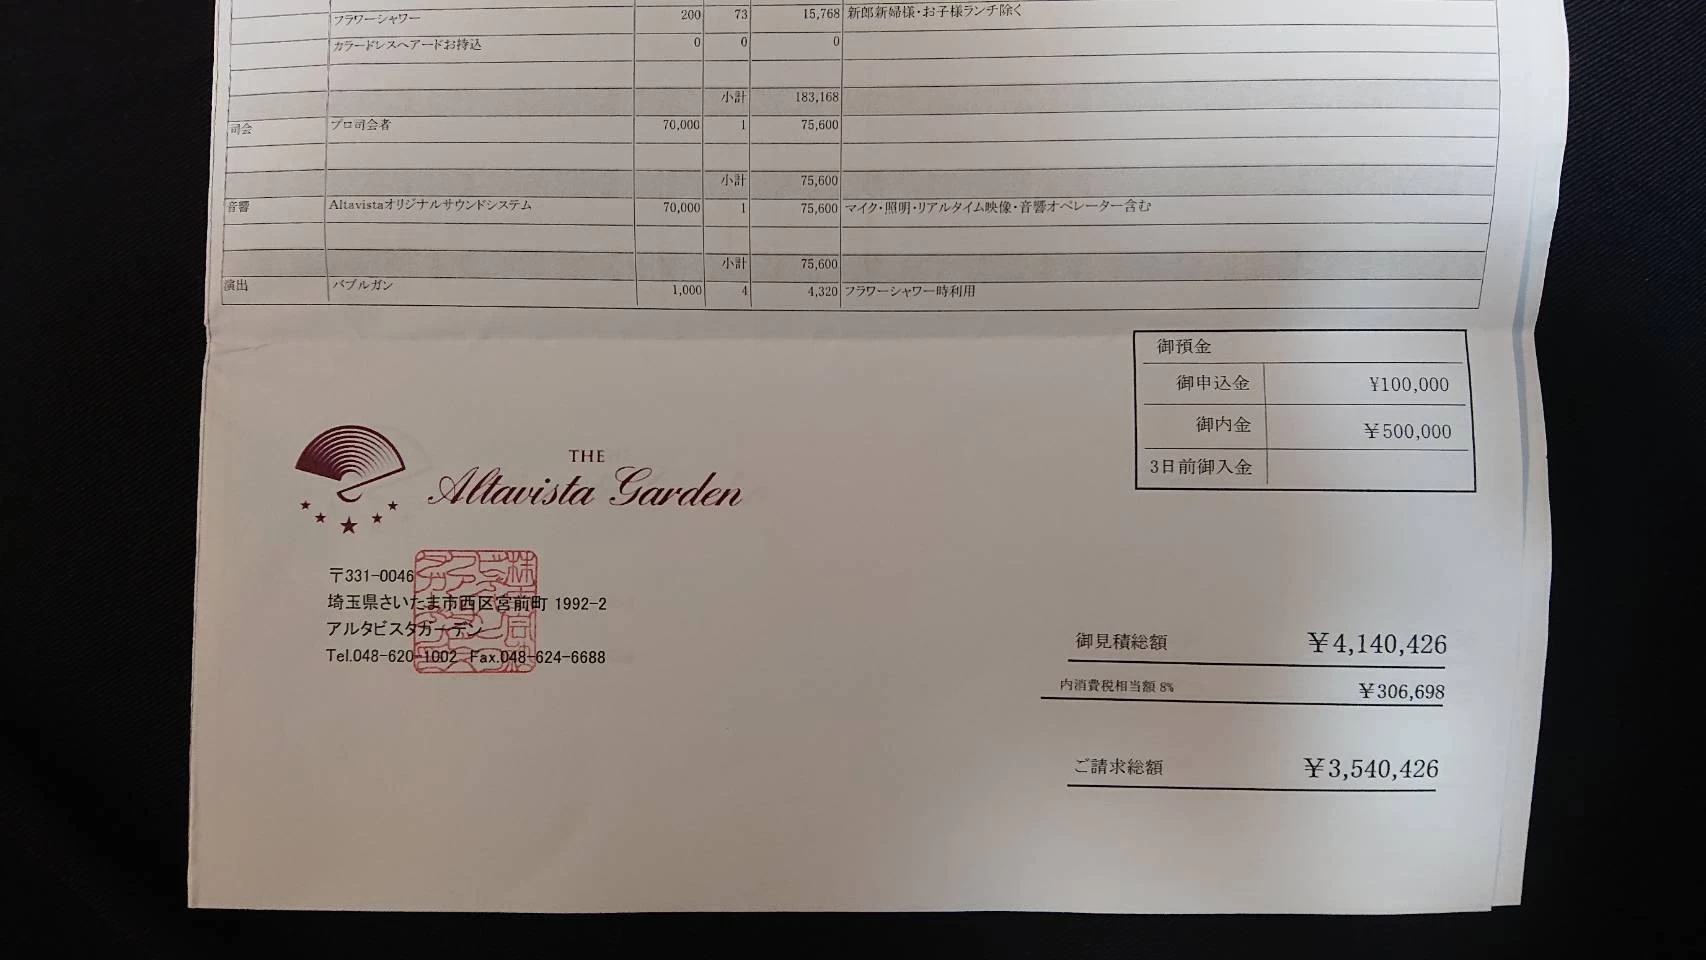 フラワーシャワー 200 73 15,768 新郎新婦様・お子様ランチ除く
カラードレスヘアードお持込 0 0 0
小計 183,168
司会 プロ司会者 70,000 1 75,600
小計 75,600
音響 Altavistaオリジナルサウンドシステム 70,000 1 75,600 マイク・照明・リアルタイム映像・音響オペレーター含む
小計 75,600
演出 バブルガン 1,000 4 4,320 フラワーシャワー時利用
御預金
御申込金 ¥100,000
御内金 ¥500,000
3日前御入金
THE
Altavista Garden
〒331-0046
埼玉県さいたま市西区宮前町 1992-2
アルタビスタガーデン
Tel.048-620-1002 Fax.048-624-6688
御見積総額 ¥4,140,426
内消費税相当額 8% ¥306,698
ご請求総額 ¥3,540,426